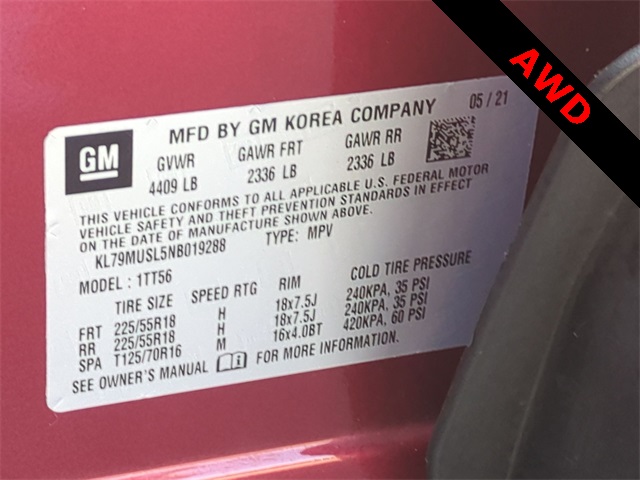 AWD
GM
MFD BY GM KOREA COMPANY 05 / 21
GVWR GAWR FRT GAWR RR
4409 LB 2336 LB 2336 LB
THIS VEHICLE CONFORMS TO ALL APPLICABLE U.S. FEDERAL MOTOR
VEHICLE SAFETY AND THEFT PREVENTION STANDARDS IN EFFECT
ON THE DATE OF MANUFACTURE SHOWN ABOVE.
KL79MUSL5NB019288 TYPE: MPV
MODEL : 1TT56
TIRE SIZE SPEED RTG RIM COLD TIRE PRESSURE
FRT 225/55R18 H 18x7.5J 240KPA, 35 PSI
RR 225/55R18 H 18x7.5J 240KPA, 35 PSI
SPA T125/70R16 M 16x4.0BT 420KPA, 60 PSI
SEE OWNER'S MANUAL FOR MORE INFORMATION.